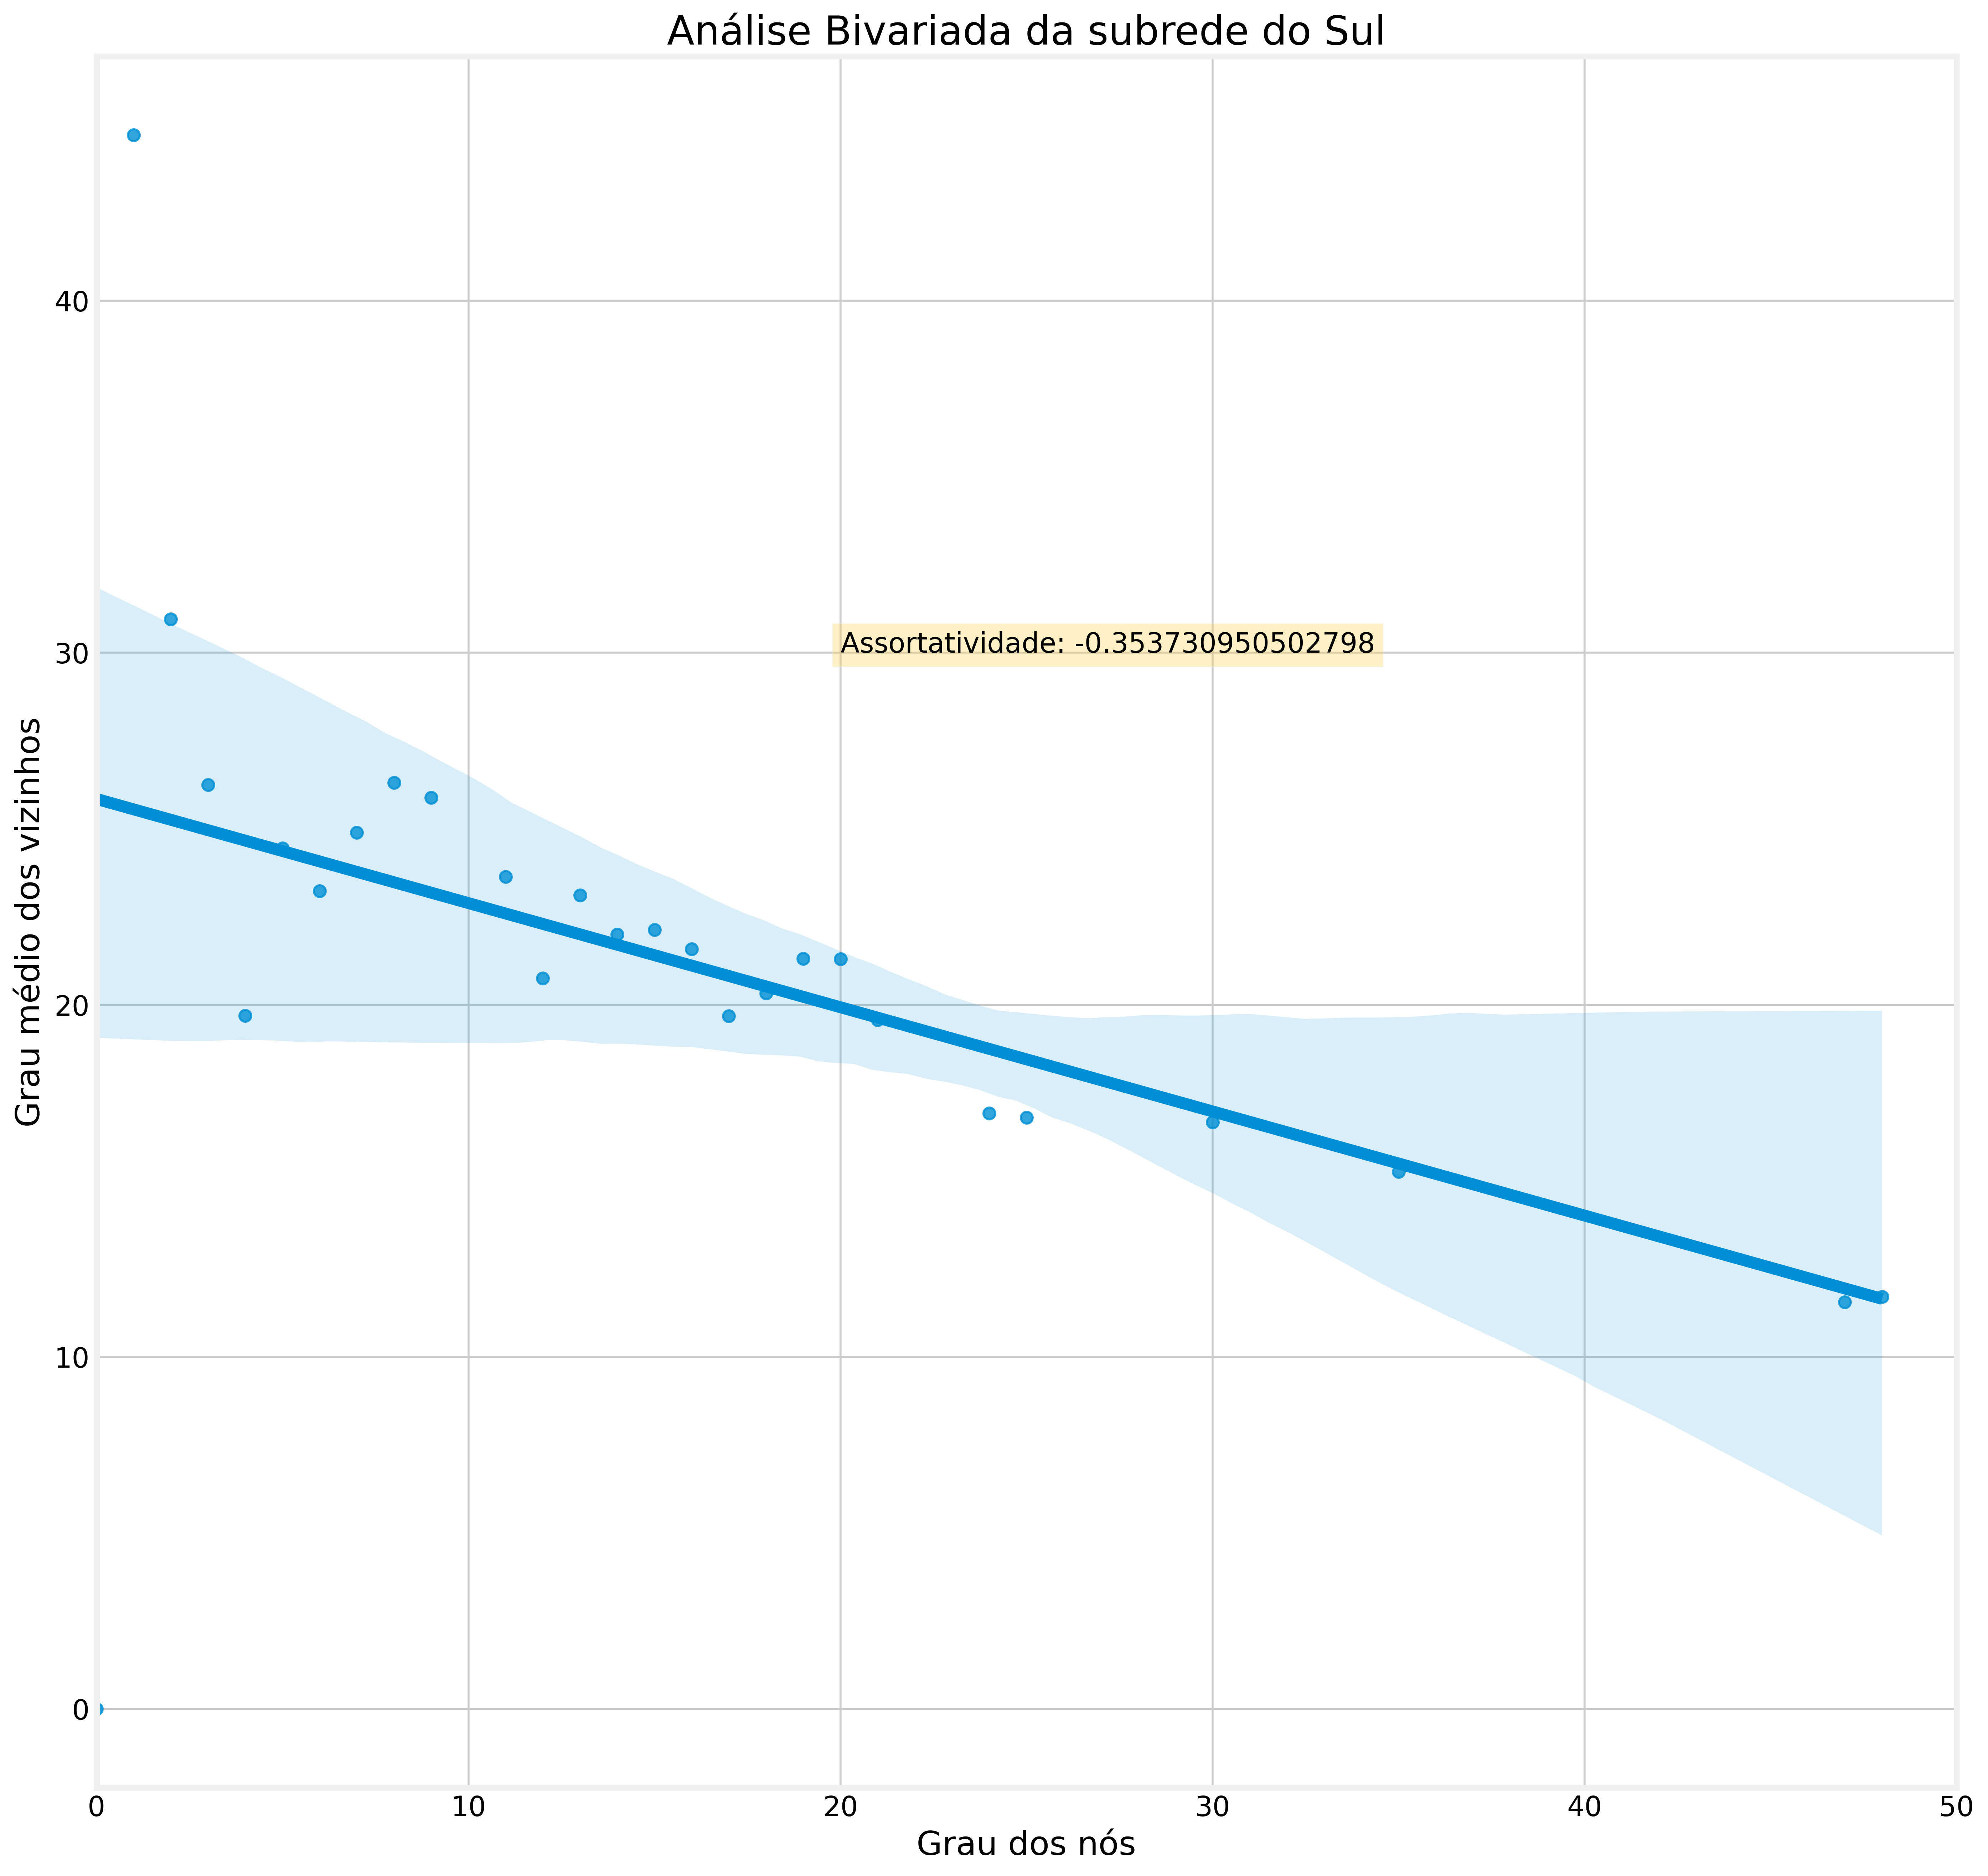 Análise Bivariada da subrede do Sul
Grau médio dos vizinhos
40
30
20
10
0
Assortatividade: -0.353730950502798
0 10 20 30 40 50
Grau dos nós